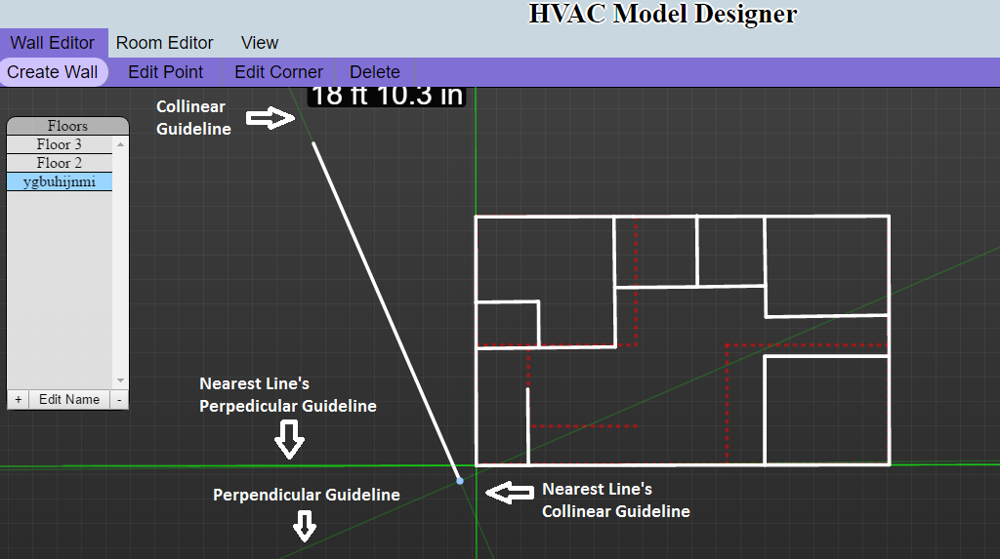 HVAC Model Designer
Wall Editor Room Editor View
Create Wall Edit Point Edit Corner Delete
18 ft 10.3 in
Collinear
Guideline
Floors
Floor 3
Floor 2
ygbuhijnmi
+ Edit Name -
Nearest Line's
Perpedicular Guideline
Perpendicular Guideline
Nearest Line's
Collinear Guideline